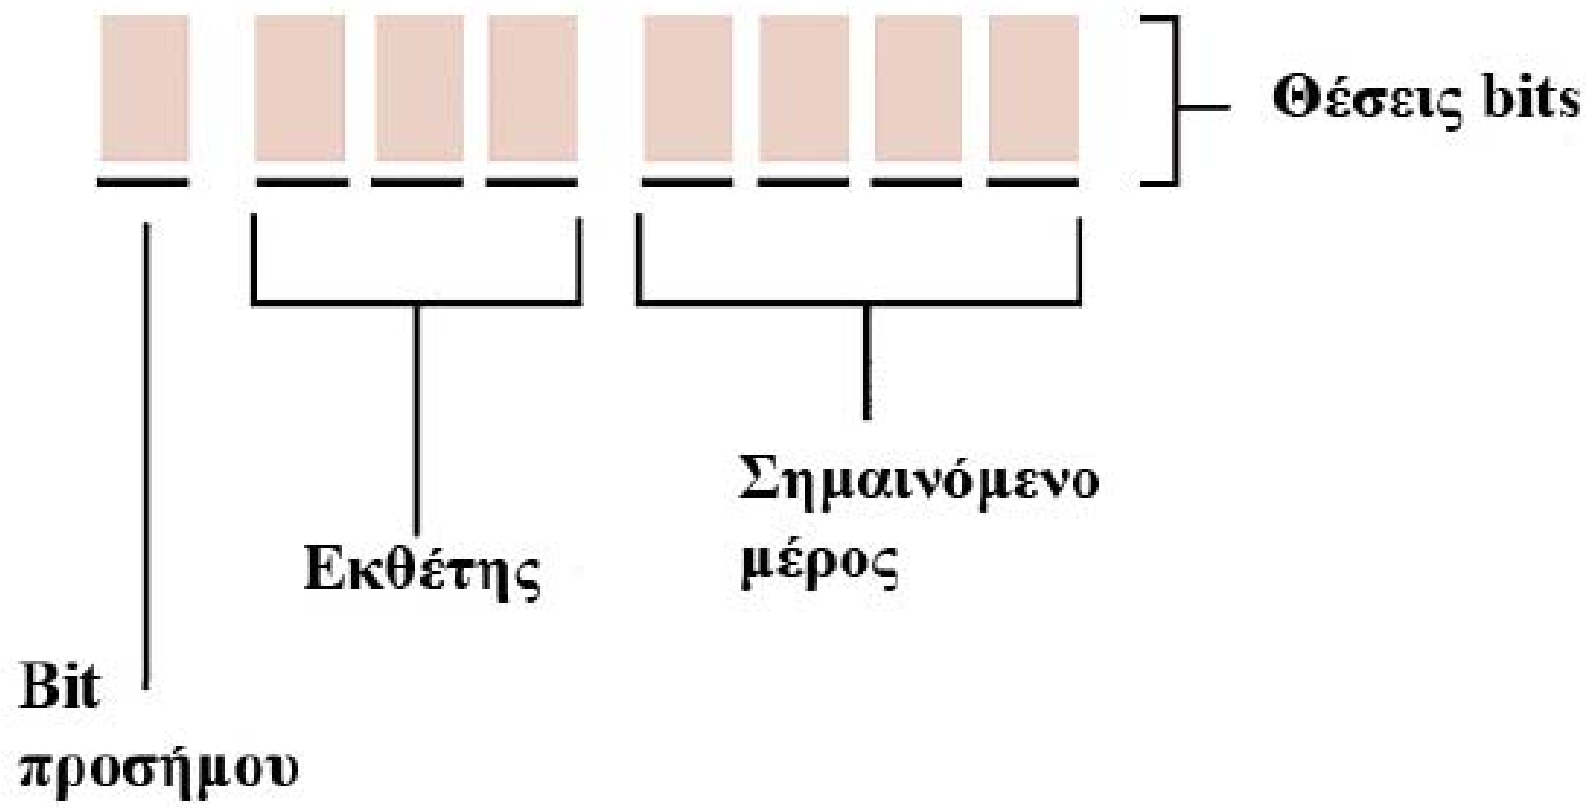 Θέσεις bits
Σημαινόμενο
μέρος
Εκθέτης
Bit
προσήμου